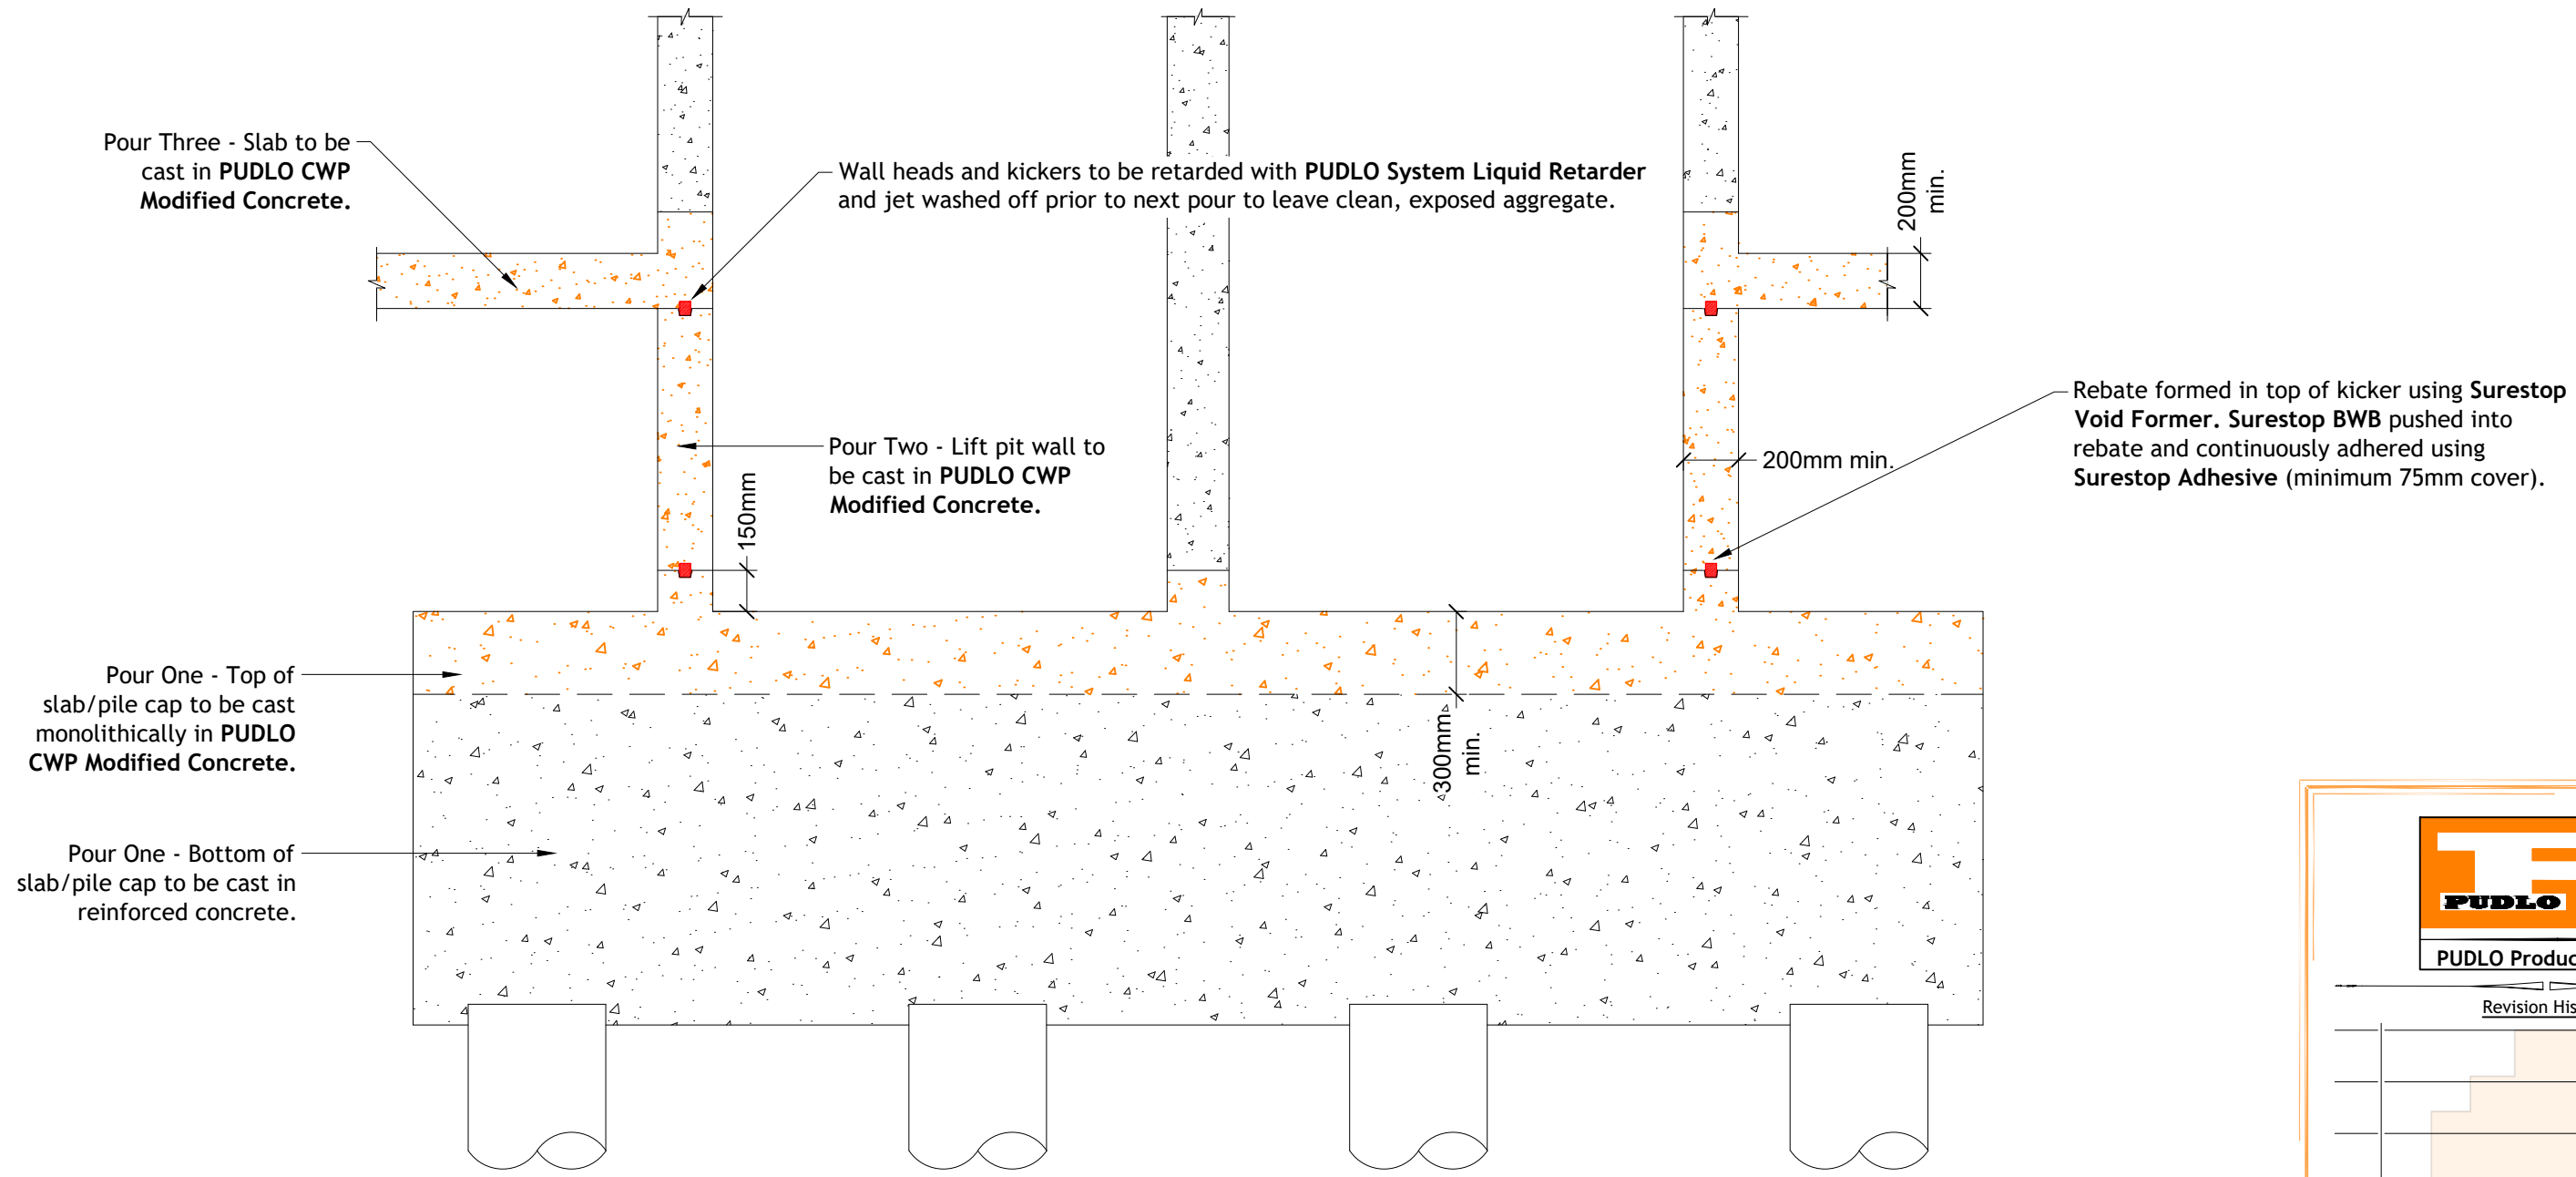 Pour Three - Slab to be
cast in PUDLO CWP
Modified Concrete.
Wall heads and kickers to be retarded with PUDLO System Liquid Retarder
and jet washed off prior to next pour to leave clean, exposed aggregate.
200mm
min.
Rebate formed in top of kicker using Surestop
Void Former. Surestop BWB pushed into
rebate and continuously adhered using
Surestop Adhesive (minimum 75mm cover).
Pour Two - Lift pit wall to
be cast in PUDLO CWP
Modified Concrete.
200mm min.
150mm
Pour One - Top of
slab/pile cap to be cast
monolithically in PUDLO
CWP Modified Concrete.
300mm
min.
Pour One - Bottom of
slab/pile cap to be cast in
reinforced concrete.
PUDLO
PUDLO Produc
Revision His